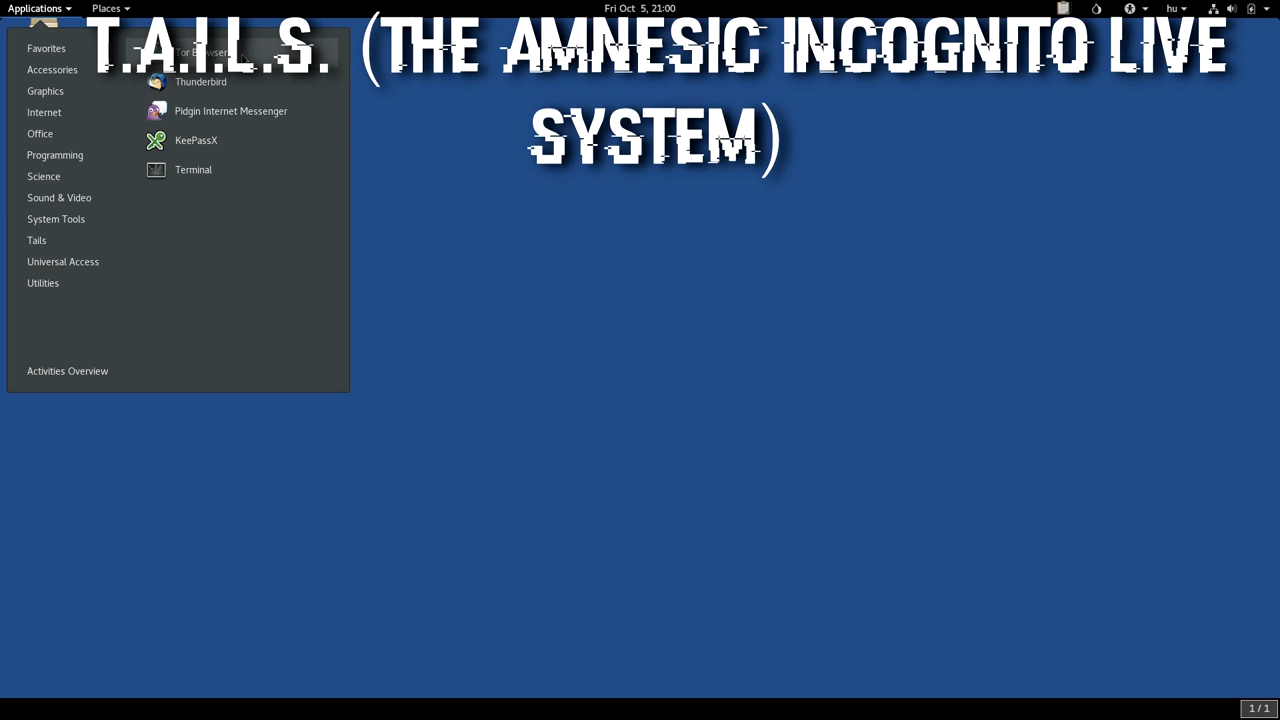 Applications Places Fri Oct 5, 21:00 hu
T.A.I.L.S. (THE AMNESIC INCOGNITO LIVE
SYSTEM)
Favorites
Accessories
Graphics
Internet
Office
Programming
Science
Sound & Video
System Tools
Tails
Universal Access
Utilities
Activities Overview
Tor Browser
Thunderbird
Pidgin Internet Messenger
KeePassX
Terminal
1 / 1